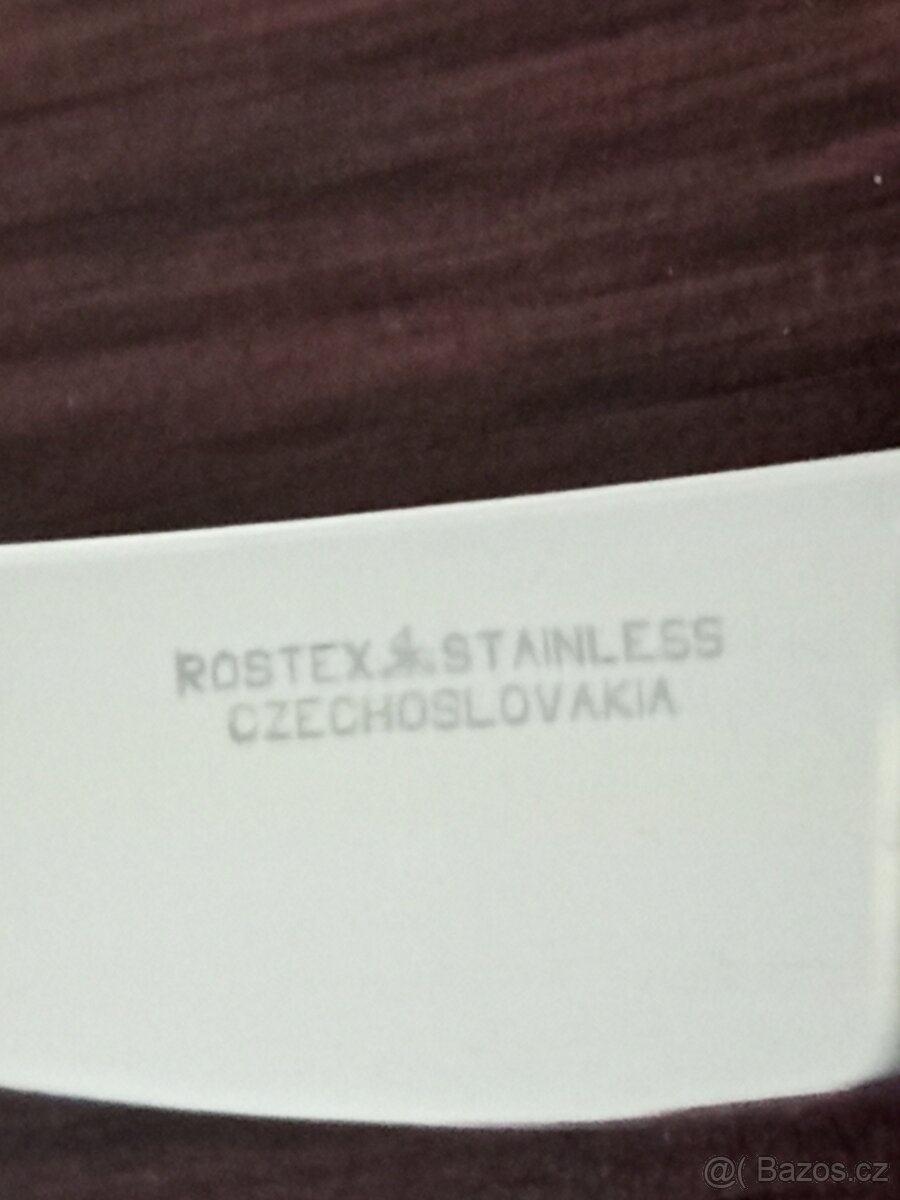 ROSTEX STAINLESS
CZECHOSLOVAKIA
@( Bazos.cz